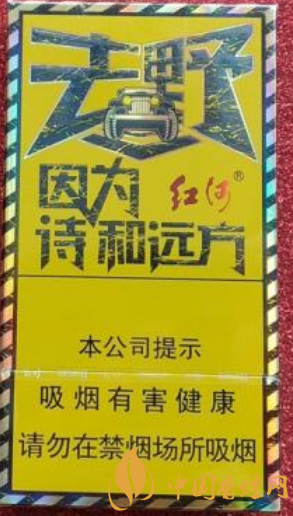 去野
因为
红河®
诗和远方
本公司提示
吸烟有害健康
请勿在禁烟场所吸烟